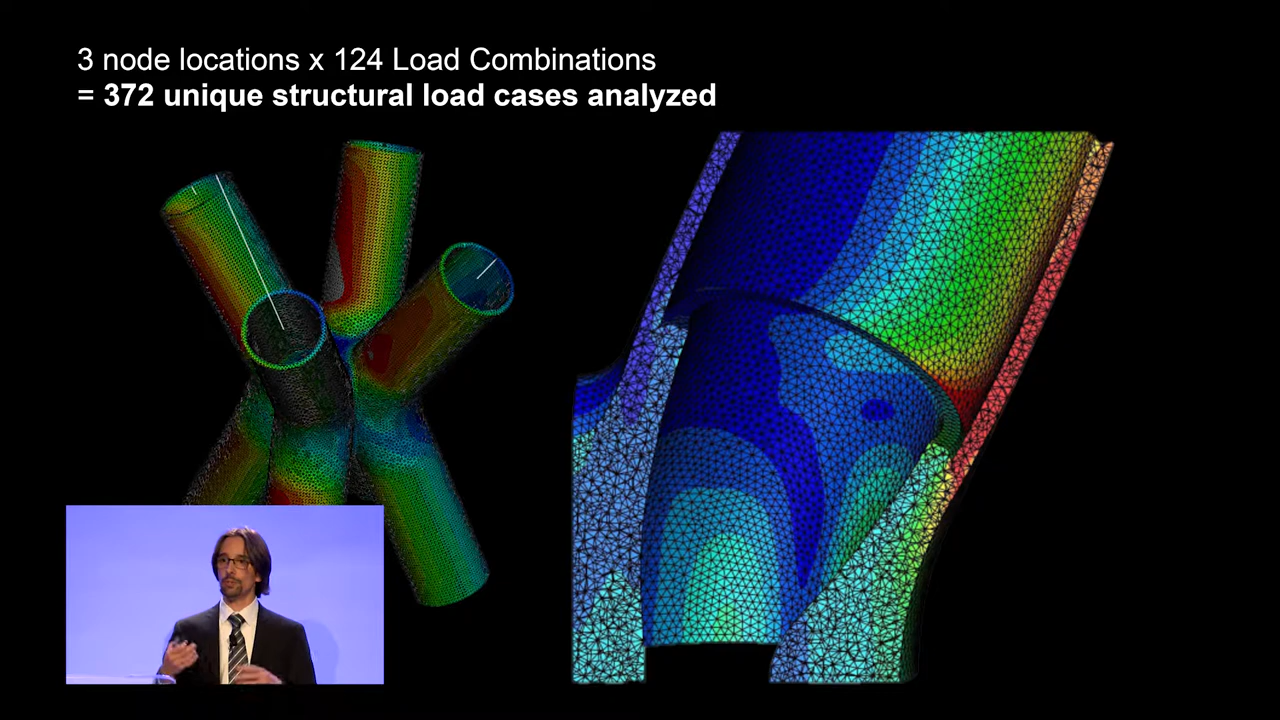 3 node locations x 124 Load Combinations
= 372 unique structural load cases analyzed